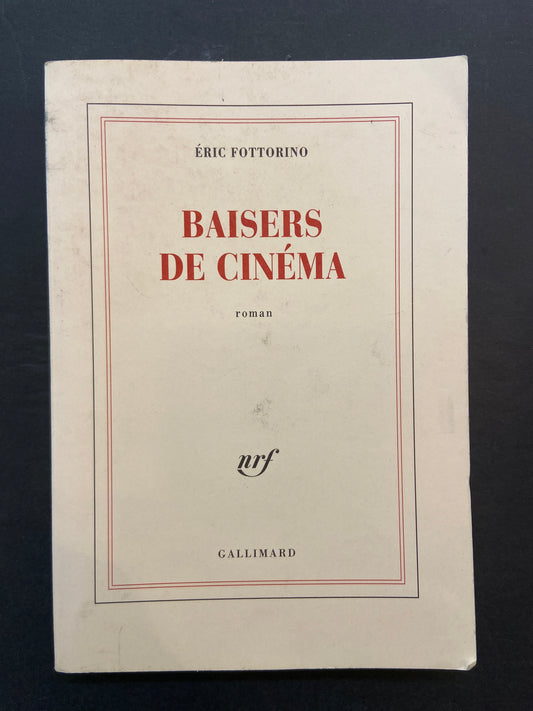 ÉRIC FOTTORINO
BAISERS
DE CINÉMA
roman
nrf
GALLIMARD